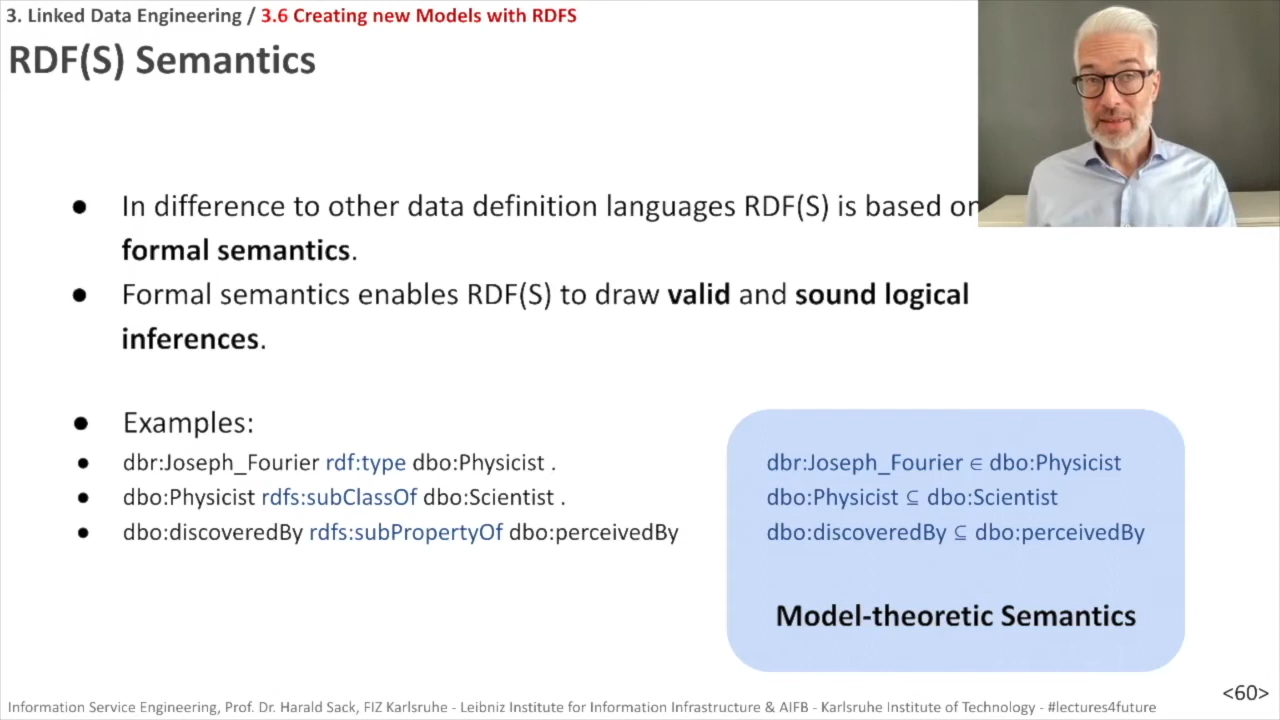 3. Linked Data Engineering / 3.6 Creating new Models with RDFS
RDF(S) Semantics
● In difference to other data definition languages RDF(S) is based on
formal semantics.
● Formal semantics enables RDF(S) to draw valid and sound logical
inferences.
● Examples:
● dbr:Joseph_Fourier rdf:type dbo:Physicist .
● dbo:Physicist rdfs:subClassOf dbo:Scientist .
● dbo:discoveredBy rdfs:subPropertyOf dbo:perceivedBy
dbr:Joseph_Fourier ∈ dbo:Physicist
dbo:Physicist ⊆ dbo:Scientist
dbo:discoveredBy ⊆ dbo:perceivedBy
Model-theoretic Semantics
<60>
Information Service Engineering, Prof. Dr. Harald Sack, FIZ Karlsruhe - Leibniz Institute for Information Infrastructure & AIFB - Karlsruhe Institute of Technology - #lectures4future